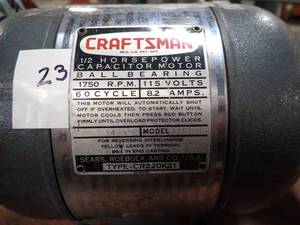 CRAFTSMAN
REG. U.S. PAT. OFF.
1/2 HORSEPOWER
CAPACITOR MOTOR
BALL BEARING
1750 R.P.M. 115 VOLTS
60 CYCLE 8.2 AMPS.
THIS MOTOR WILL AUTOMATICALLY SHUT
OFF IF OVERHEATED. TO START, WAIT UNTIL
MOTOR COOLS THEN PRESS RED BUTTON
FIRMLY UNTIL OVERLOAD PROTECTOR CLICKS.
MODEL
FOR REVERSING INTERCHANGE
YELLOW LEADS IN TERMINAL
BOX IN END CASTING
SEARS, ROEBUCK AND CO. U.S.A.
TYPE-CR220K21
23